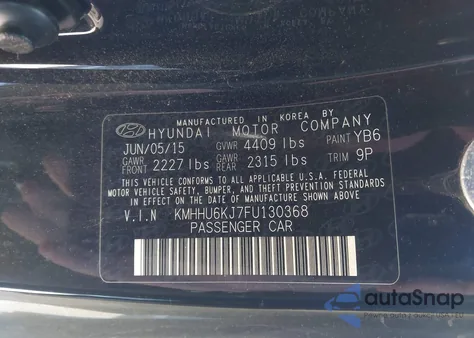 MANUFACTURED IN KOREA BY
HYUNDAI MOTOR COMPANY
JUN/05/15 GVWR 4409 lbs PAINT YB6
GAWR FRONT 2227 lbs GAWR REAR 2315 lbs TRIM 9P
THIS VEHICLE CONFORMS TO ALL APPLICABLE U.S.A FEDERAL
MOTOR VEHICLE SAFETY, BUMPER, AND THEFT PREVENTION STANDARDS
IN EFFECT ON THE DATE OF MANUFACTURE SHOWN ABOVE.
V.I.N KMHHU6KJ7FU130368
PASSENGER CAR
autoSnap